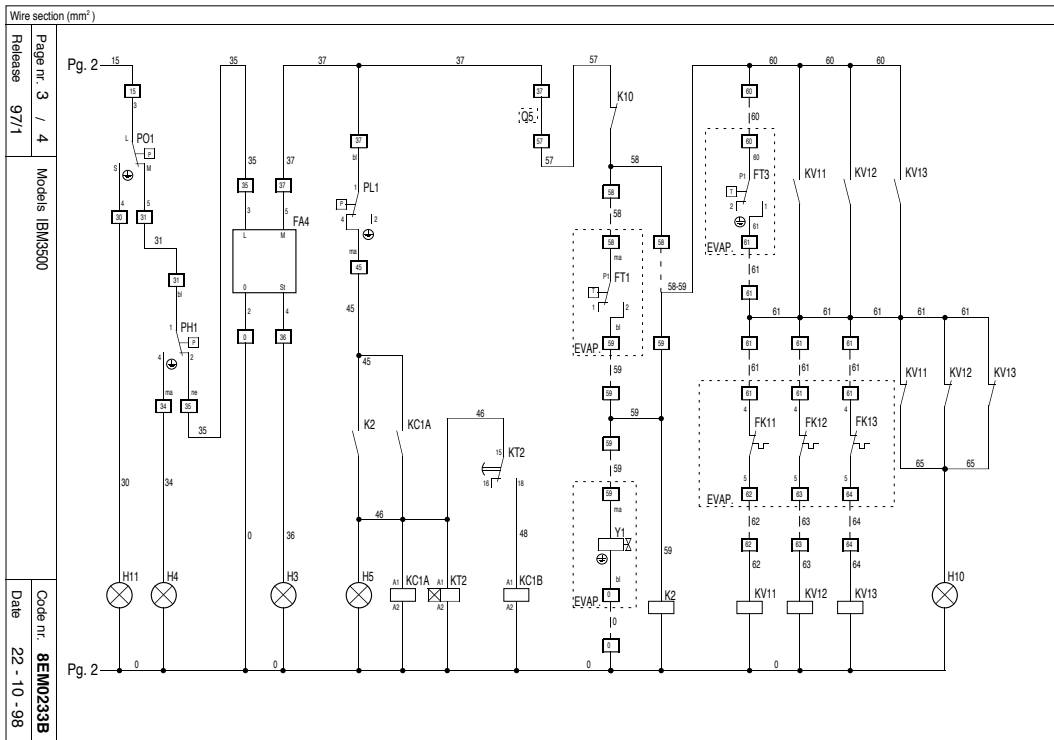 Wire section (mm²)
Page nr. 3 / 4
Release 97/1
Models IBM3500
Code nr. 8EM0233B
Date 22 - 10 - 98
Pg. 2
15
35
37
37
57
60
60
60
15
3
L
PO1
P
S
M
4
5
30
31
31
31
bl
1
PH1
P
4
2
ma
ne
34
35
35
30
34
H11
H4
35
37
35
37
3
5
FA4
L
M
0
St
2
4
0
36
0
36
H3
37
bl
1
PL1
P
4
2
ma
45
45
45
K2
KC1A
46
46
15
KT2
16
18
48
H5
A1
KC1A
A2
A1
KT2
A2
A1
KC1B
A2
37
Q5
57
57
K10
58
58
58
58
58
ma
P1
FT1
T
1
2
bl
EVAP.
59
59
59
59
59
59
59
59
ma
Y1
bl
EVAP.
0
0
0
58-59
59
K2
60
60
60
60
P1
FT3
T
2
1
61
EVAP.
61
61
61
KV11
KV12
KV13
61
61
61
61
61
61
61
61
61
61
61
61
61
61
4
4
4
FK11
FK12
FK13
5
5
5
EVAP.
62
63
64
62
63
64
62
63
64
62
63
64
KV11
KV12
KV13
KV11
KV12
KV13
65
65
H10
Pg. 2
0
0
0
0